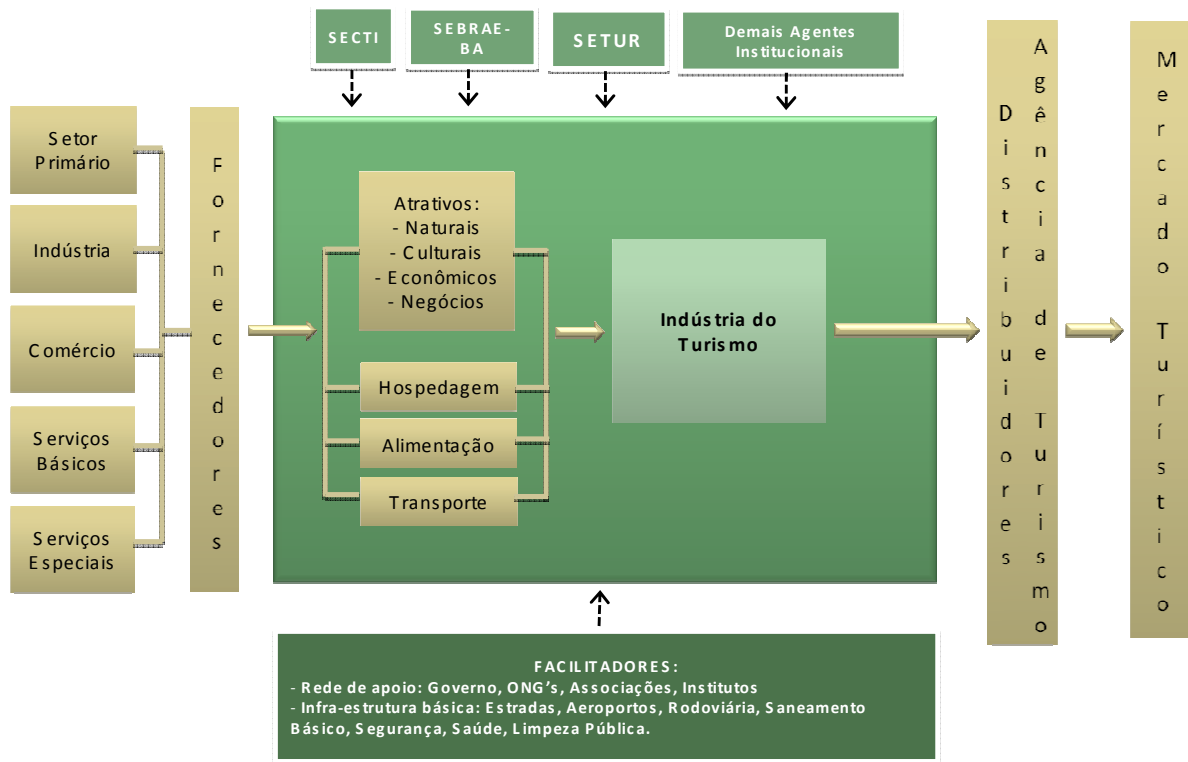 SECTI
SEBRAE-
BA
SETUR
Demais Agentes
Institucionais
Setor
Primário
Indústria
Comércio
Serviços
Básicos
Serviços
Especiais
Fornecedores
Atrativos:
- Naturais
- Culturais
- Econômicos
- Negócios
Hospedagem
Alimentação
Transporte
Indústria do
Turismo
Distribuidores
Agência de Turismo
Mercado Turístico
FACILITADORES:
- Rede de apoio: Governo, ONG's, Associações, Institutos
- Infra-estrutura básica: Estradas, Aeroportos, Rodoviária, Saneamento
Básico, Segurança, Saúde, Limpeza Pública.